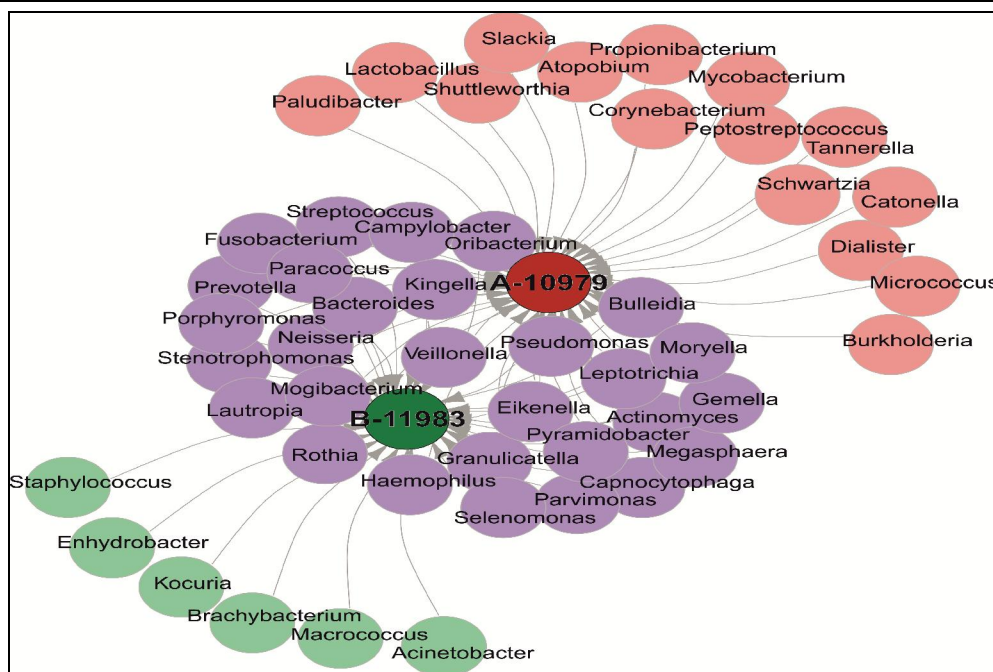 Slackia
Propionibacterium
Lactobacillus
Atopobium
Mycobacterium
Shuttleworthia
Paludibacter
Corynebacterium
Peptostreptococcus
Tannerella
Schwartzia
Catonella
Streptococcus
Campylobacter
Fusobacterium
Oribacterium
Dialister
Paracoccus
Prevotella
Kingella
A-10979
Micrococcus
Bacteroides
Bulleidia
Porphyromonas
Neisseria
Pseudomonas
Burkholderia
Stenotrophomonas
Veillonella
Moryella
Leptotrichia
Mogibacterium
Lautropia
B-11983
Eikenella
Gemella
Actinomyces
Pyramidobacter
Rothia
Granulicatella
Megasphaera
Staphylococcus
Haemophilus
Capnocytophaga
Parvimonas
Selenomonas
Enhydrobacter
Kocuria
Brachybacterium
Macrococcus
Acinetobacter